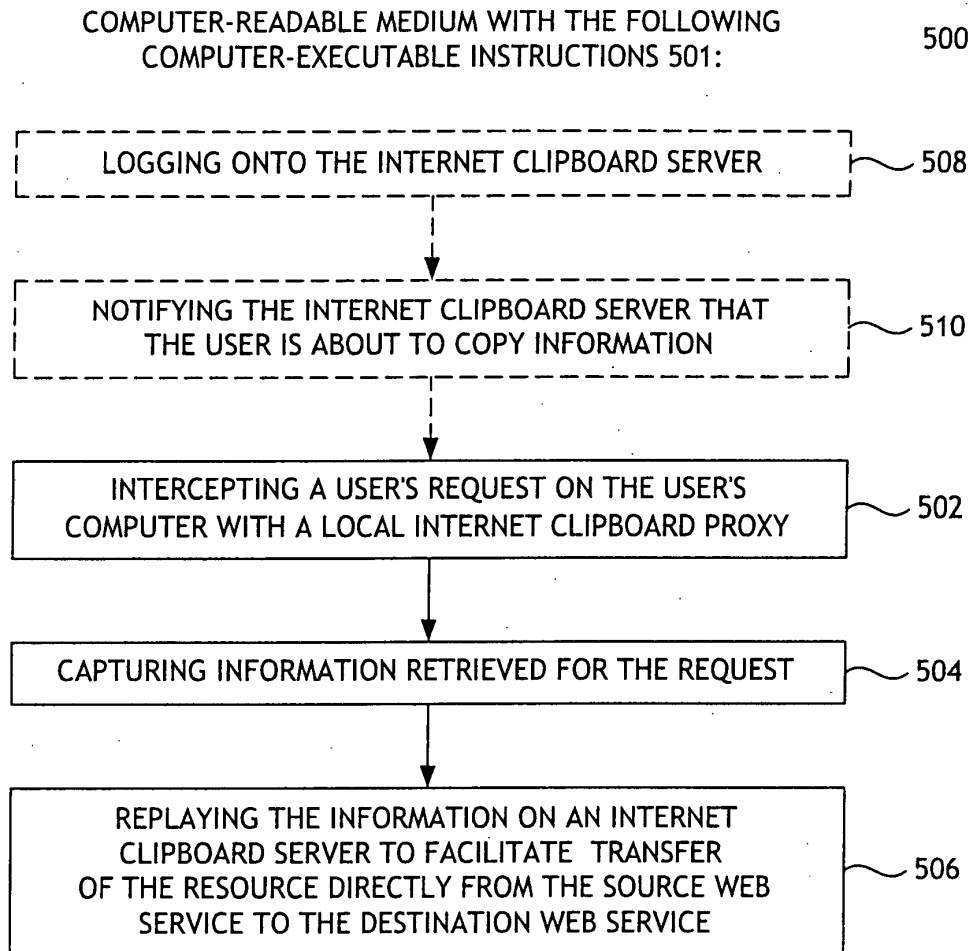 COMPUTER-READABLE MEDIUM WITH THE FOLLOWING
COMPUTER-EXECUTABLE INSTRUCTIONS 501:
500
LOGGING ONTO THE INTERNET CLIPBOARD SERVER
508
NOTIFYING THE INTERNET CLIPBOARD SERVER THAT
THE USER IS ABOUT TO COPY INFORMATION
510
INTERCEPTING A USER'S REQUEST ON THE USER'S
COMPUTER WITH A LOCAL INTERNET CLIPBOARD PROXY
502
CAPTURING INFORMATION RETRIEVED FOR THE REQUEST
504
REPLAYING THE INFORMATION ON AN INTERNET
CLIPBOARD SERVER TO FACILITATE TRANSFER
OF THE RESOURCE DIRECTLY FROM THE SOURCE WEB
SERVICE TO THE DESTINATION WEB SERVICE
506